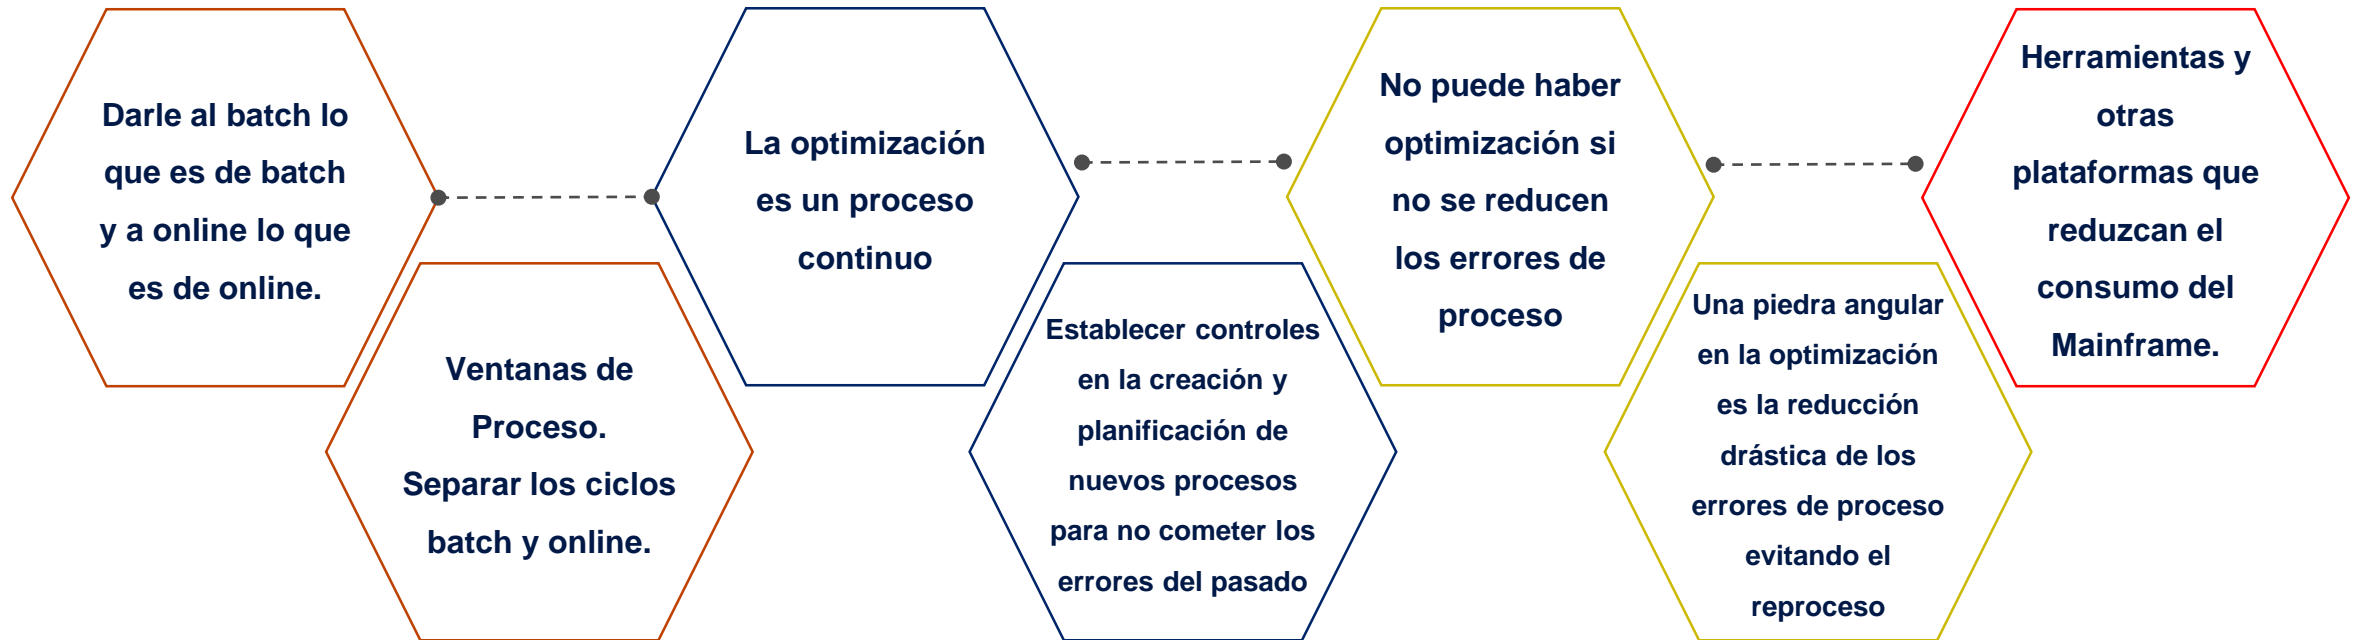 Darle al batch lo
que es de batch
y a online lo que
es de online.
Ventanas de
Proceso.
Separar los ciclos
batch y online.
La optimización
es un proceso
continuo
Establecer controles
en la creación y
planificación de
nuevos procesos
para no cometer los
errores del pasado
No puede haber
optimización si
no se reducen
los errores de
proceso
Una piedra angular
en la optimización
es la reducción
drástica de los
errores de proceso
evitando el
reproceso
Herramientas y
otras
plataformas que
reduzcan el
consumo del
Mainframe.